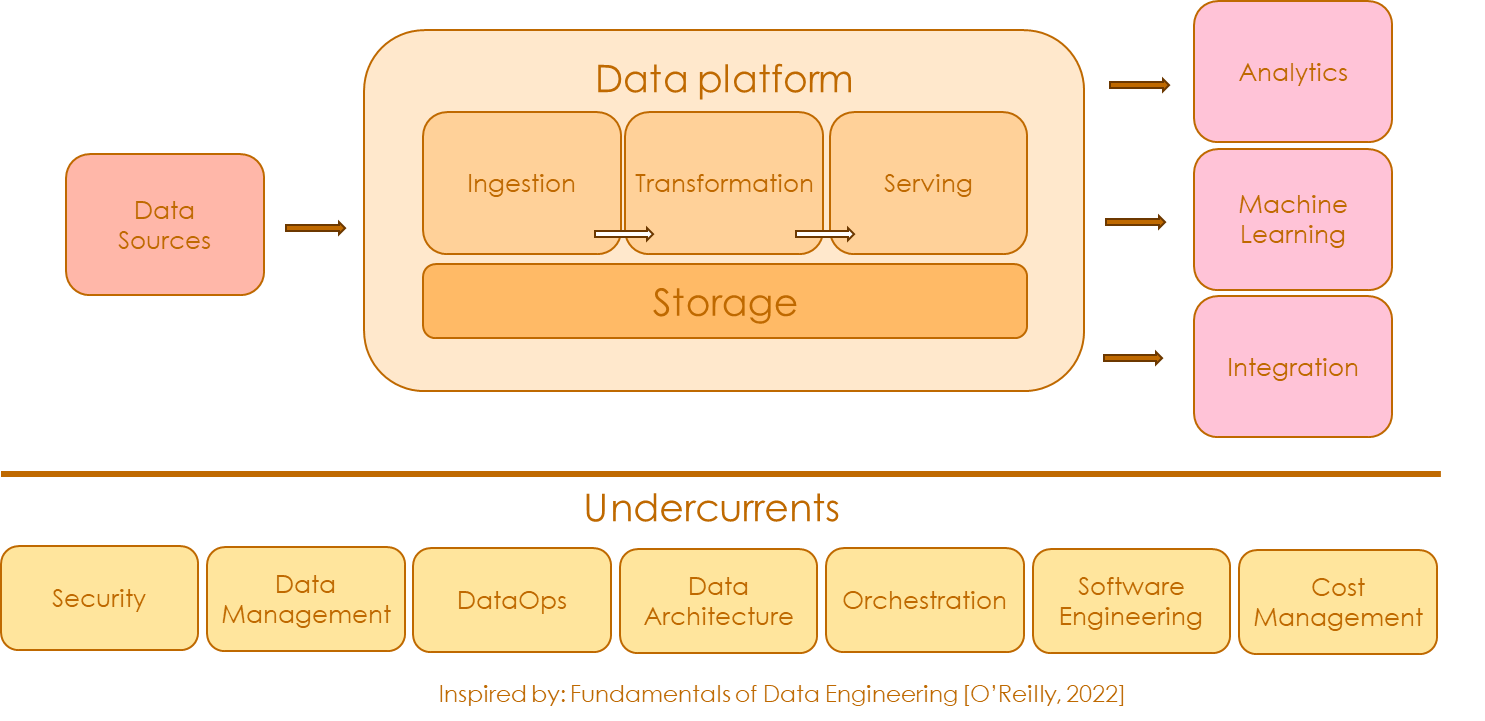 Data platform
Analytics
Ingestion
Transformation
Serving
Data
Sources
Machine
Learning
Storage
Integration
Undercurrents
Security
Data
Management
DataOps
Data
Architecture
Orchestration
Software
Engineering
Cost
Management
Inspired by: Fundamentals of Data Engineering [O’Reilly, 2022]